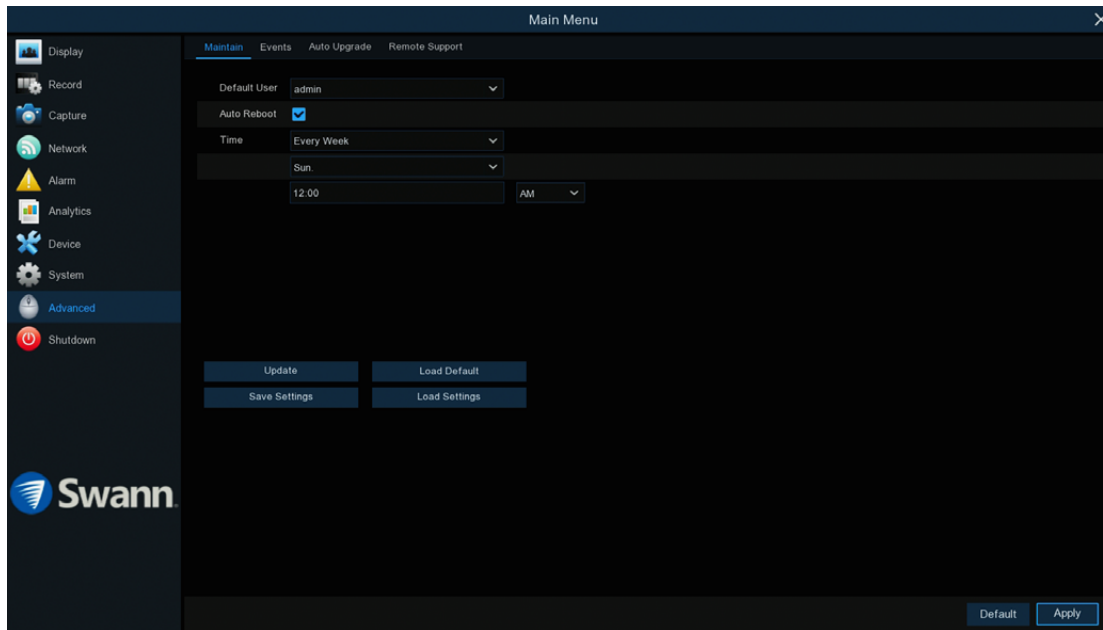 Main Menu
Display
Record
Capture
Network
Alarm
Analytics
Device
System
Advanced
Shutdown
Swann
Maintain Events Auto Upgrade Remote Support
Default User admin
Auto Reboot
Time Every Week
Sun.
12:00 AM
Update Load Default
Save Settings Load Settings
Default Apply